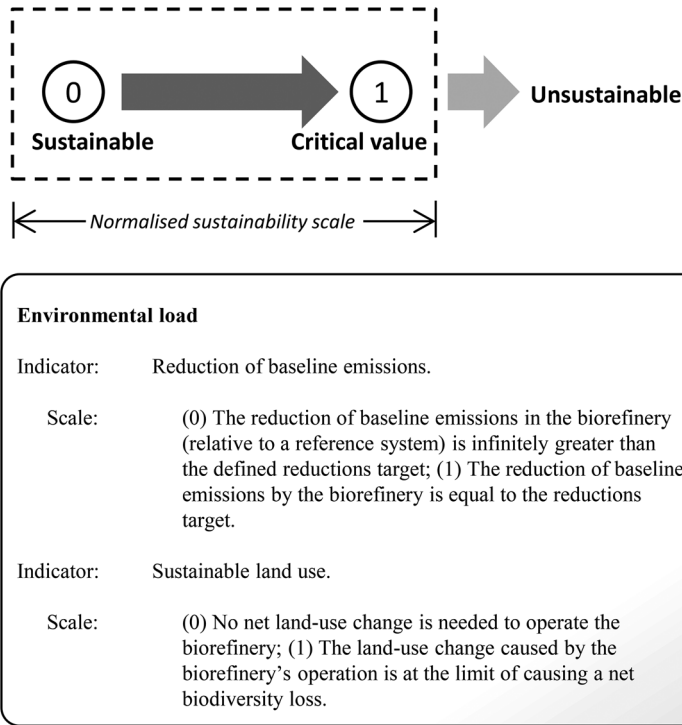 0
1
Sustainable
Critical value
Unsustainable
Normalised sustainability scale
Environmental load
Indicator: Reduction of baseline emissions.
Scale: (0) The reduction of baseline emissions in the biorefinery
(relative to a reference system) is infinitely greater than
the defined reductions target; (1) The reduction of baseline
emissions by the biorefinery is equal to the reductions
target.
Indicator: Sustainable land use.
Scale: (0) No net land-use change is needed to operate the
biorefinery; (1) The land-use change caused by the
biorefinery’s operation is at the limit of causing a net
biodiversity loss.